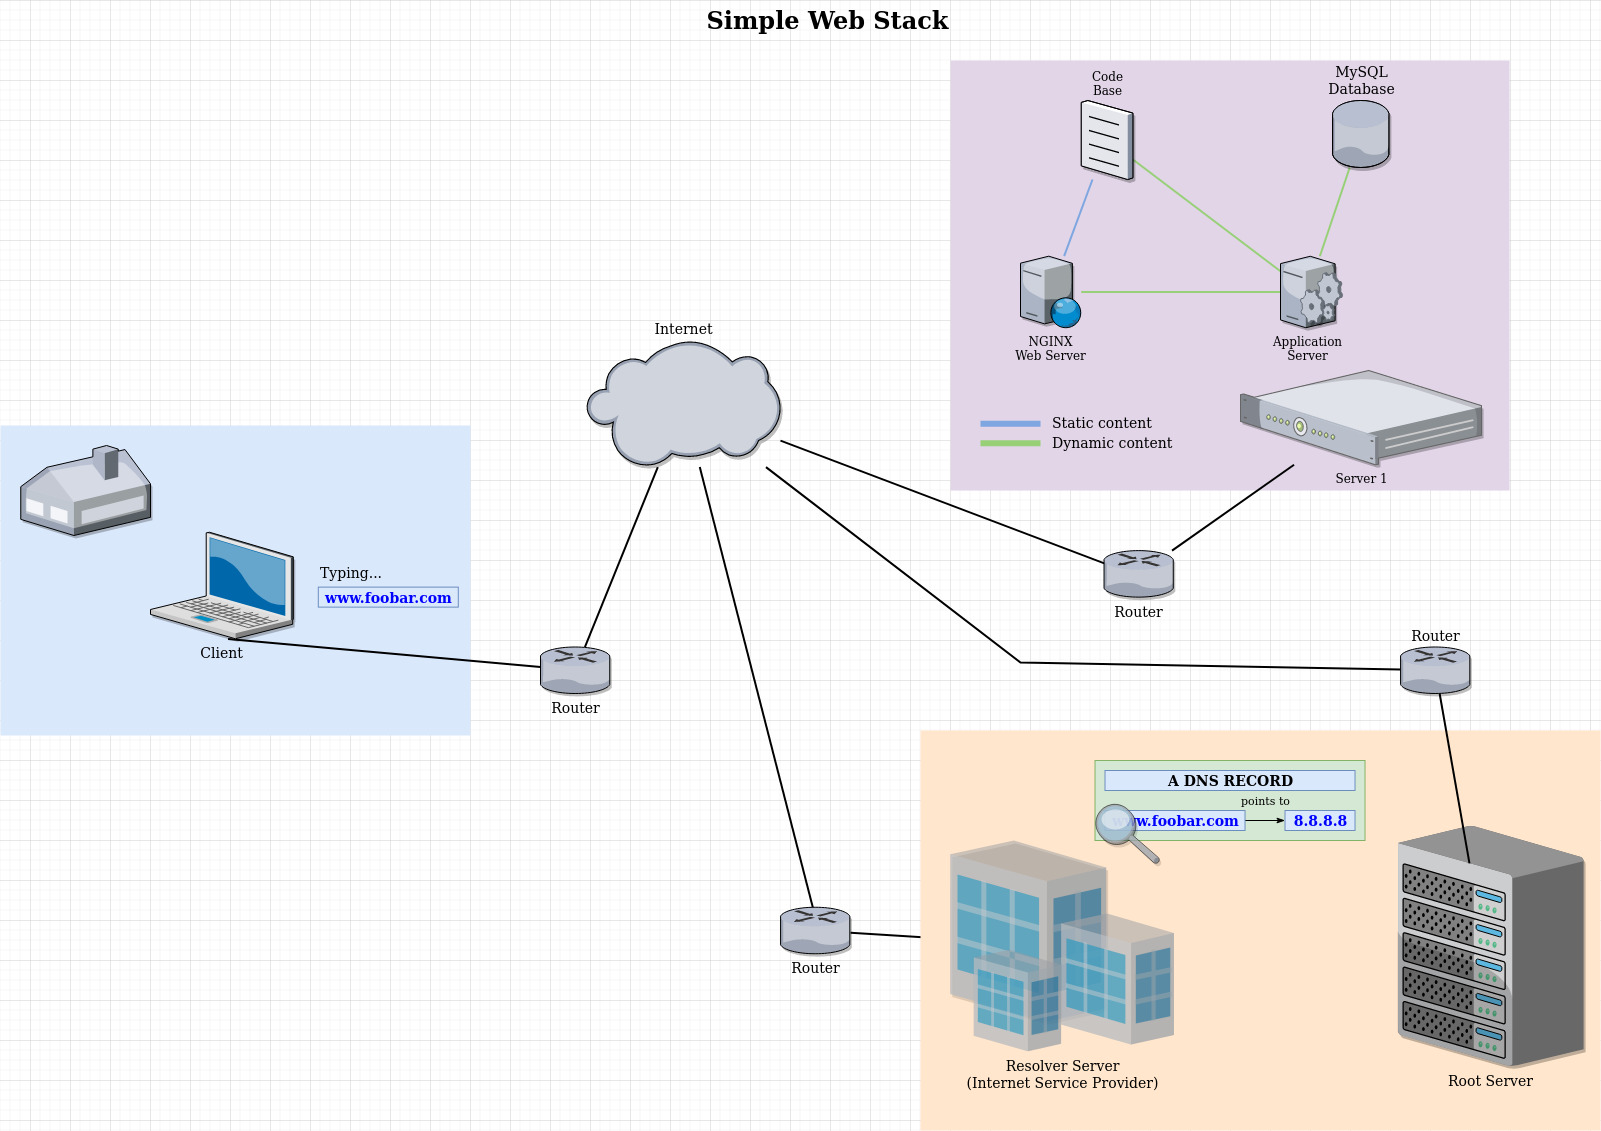 Simple Web Stack
Code
Base
MySQL
Database
NGINX
Web Server
Application
Server
Static content
Dynamic content
Server 1
Internet
Typing...
www.foobar.com
Client
Router
Router
Router
Router
A DNS RECORD
points to
www.foobar.com
8.8.8.8
Resolver Server
(Internet Service Provider)
Root Server